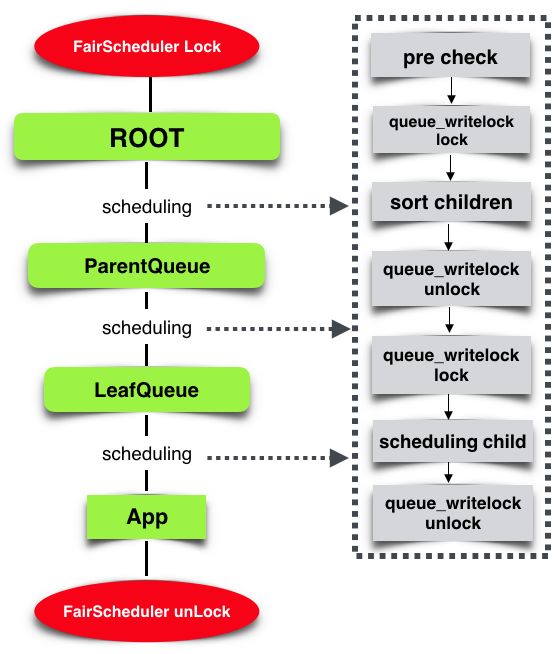 FairScheduler Lock
ROOT
scheduling
ParentQueue
scheduling
LeafQueue
scheduling
App
FairScheduler unLock
pre check
queue_writelock
lock
sort children
queue_writelock
unlock
queue_writelock
lock
scheduling child
queue_writelock
unlock